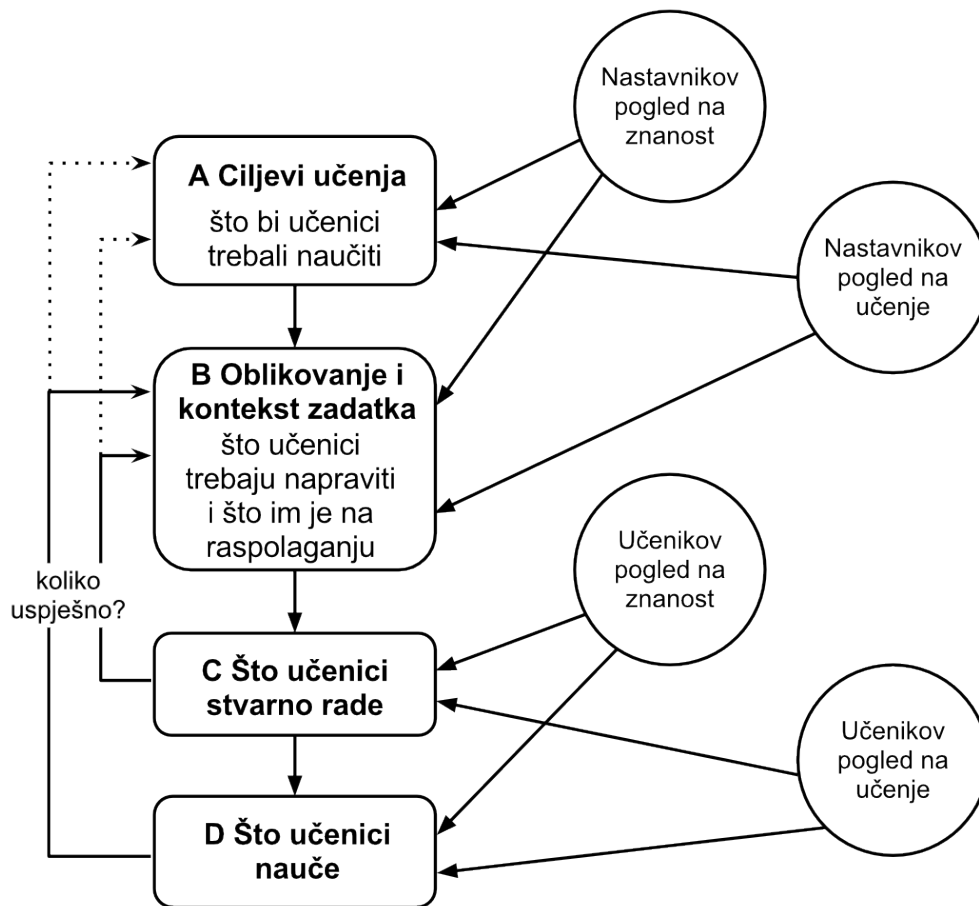 Nastavnikov
pogled na
znanost
A Ciljevi učenja
što bi učenici
trebali naučiti
Nastavnikov
pogled na
učenje
B Oblikovanje i
kontekst zadatka
što učenici
trebaju napraviti
i što im je na
raspolaganju
Učenikov
pogled na
znanost
koliko
uspješno?
C Što učenici
stvarno rade
Učenikov
pogled na
učenje
D Što učenici
nauče